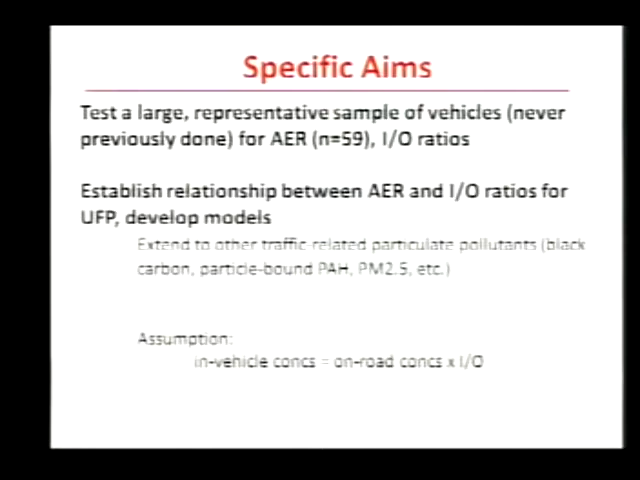 Specific Aims
Test a large, representative sample of vehicles (never
previously done) for AER (n=59), I/O ratios
Establish relationship between AER and I/O ratios for
UFP, develop models
Extend to other traffic-related particulate pollutants (black
carbon, particle-bound PAH, PM2.5, etc.)
Assumption:
in-vehicle concs = on-road concs x I/O